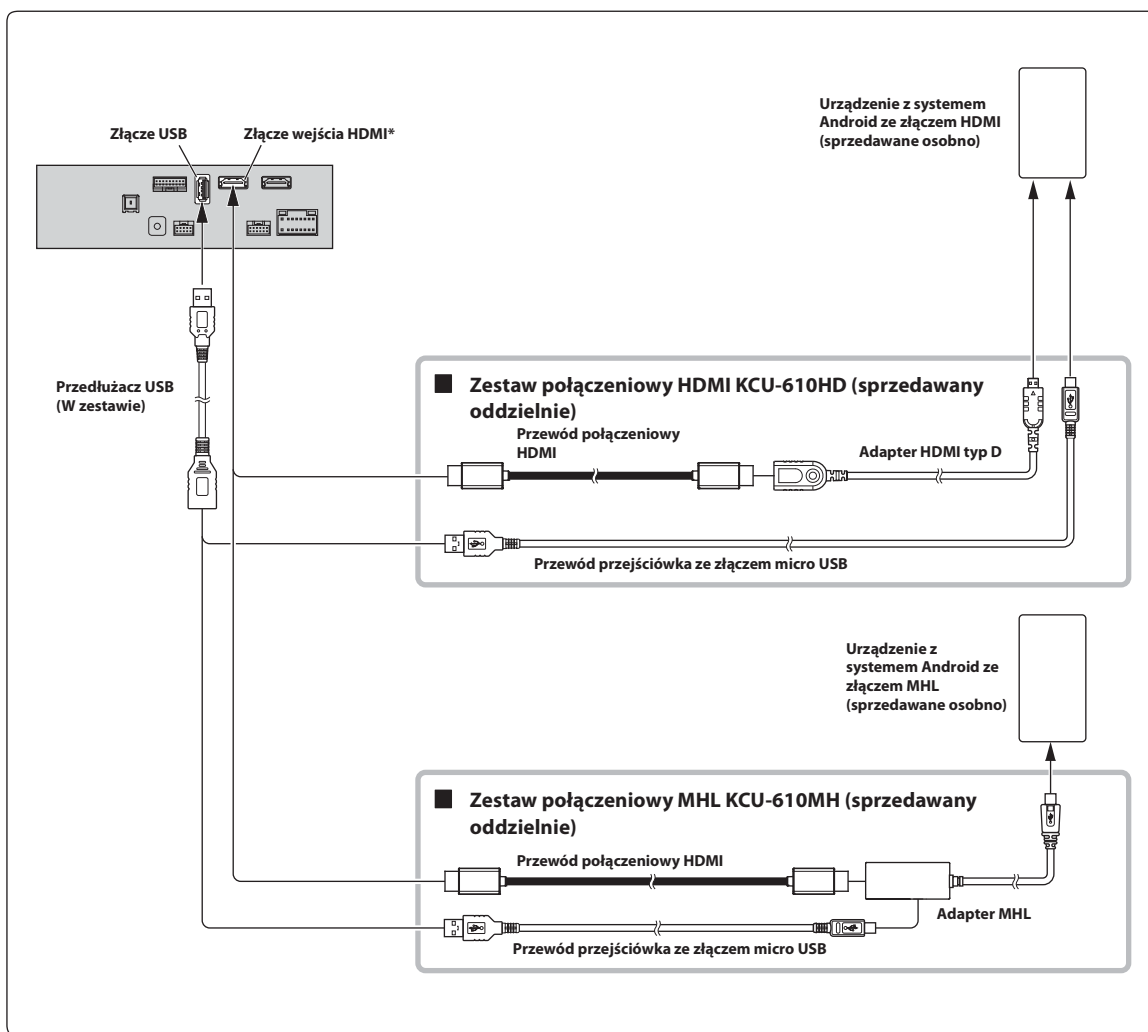 Złącze USB
Złącze wejścia HDMI*
Urządzenie z systemem
Android ze złączem HDMI
(sprzedawane osobno)
Przedłużacz USB
(W zestawie)
■ Zestaw połączeniowy HDMI KCU-610HD (sprzedawany
oddzielnie)
Przewód połączeniowy
HDMI
Adapter HDMI typ D
Przewód przejściówka ze złączem micro USB
Urządzenie z
systemem Android ze
złączem MHL
(sprzedawane osobno)
■ Zestaw połączeniowy MHL KCU-610MH (sprzedawany
oddzielnie)
Przewód połączeniowy HDMI
Adapter MHL
Przewód przejściówka ze złączem micro USB